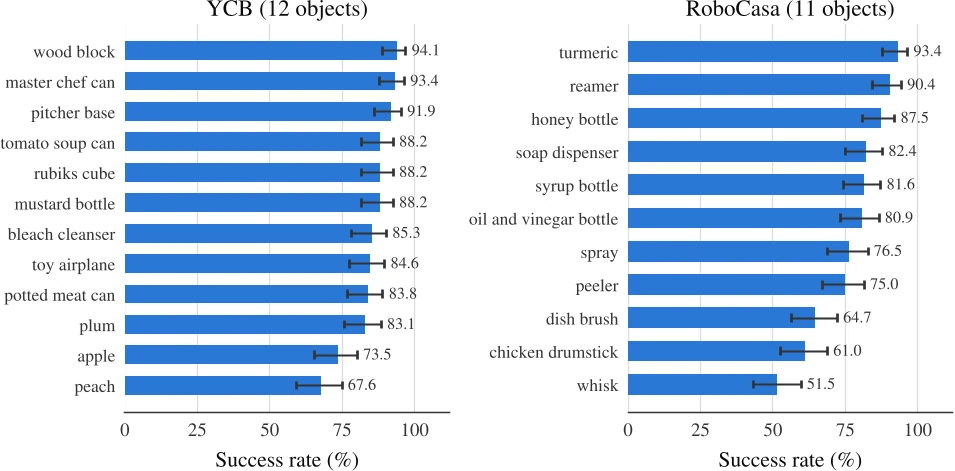 YCB (12 objects)
wood block 94.1
master chef can 93.4
pitcher base 91.9
tomato soup can 88.2
rubiks cube 88.2
mustard bottle 88.2
bleach cleanser 85.3
toy airplane 84.6
potted meat can 83.8
plum 83.1
apple 73.5
peach 67.6
0 25 50 75 100
Success rate (%)
RoboCasa (11 objects)
turmeric 93.4
reamer 90.4
honey bottle 87.5
soap dispenser 82.4
syrup bottle 81.6
oil and vinegar bottle 80.9
spray 76.5
peeler 75.0
dish brush 64.7
chicken drumstick 61.0
whisk 51.5
0 25 50 75 100
Success rate (%)